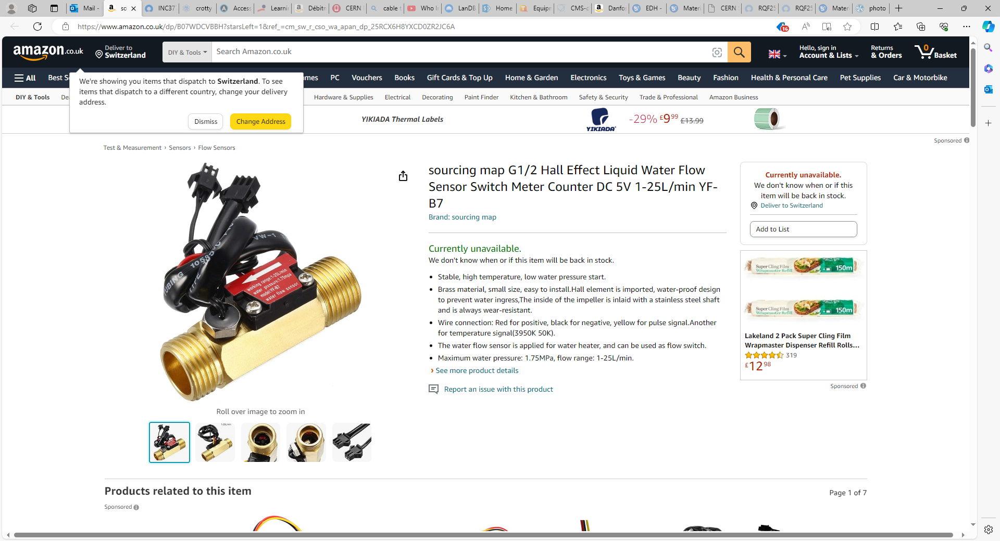 Mail -
so
INC37
crotty
Access
Learnin
Débitn
CERN
cable t
Who I
LanDB
Home
Equipn
CMS-d
Danfo
EDH -
Materi
CERN
RQF25
RQF25
Materi
photo
https://www.amazon.co.uk/dp/B07WDCVBBH?starsLeft=1&ref_=cm_sw_r_cso_wa_apan_dp_25RCX6H8YXCD0ZR2JC6A
16
amazon.co.uk
Deliver to
Switzerland
DIY & Tools
Search Amazon.co.uk
Hello, sign in
Account & Lists
Returns
& Orders
0
Basket
All
Best S
mes
PC
Vouchers
Books
Gift Cards & Top Up
Home & Garden
Electronics
Toys & Games
Beauty
Fashion
Health & Personal Care
Pet Supplies
Car & Motorbike
We're showing you items that dispatch to Switzerland. To see
items that dispatch to a different country, change your delivery
address.
Dismiss
Change Address
DIY & Tools
De
Hardware & Supplies
Electrical
Decorating
Paint Finder
Kitchen & Bathroom
Safety & Security
Trade & Professional
Amazon Business
YIKIADA Thermal Labels
YIKIADA
-29% £9.99 £13.99
Sponsored
Test & Measurement › Sensors › Flow Sensors
sourcing map G1/2 Hall Effect Liquid Water Flow
Sensor Switch Meter Counter DC 5V 1-25L/min YF-
B7
Brand: sourcing map
Currently unavailable.
We don't know when or if this item will be back in stock.
• Stable, high temperature, low water pressure start.
• Brass material, small size, easy to install.Hall element is imported, water-proof design
to prevent water ingress,The inside of the impeller is inlaid with a stainless steel shaft
and is always wear-resistant.
• Wire connection: Red for positive, black for negative, yellow for pulse signal.Another
for temperature signal(3950K 50K).
• The water flow sensor is applied for water heater, and can be used as flow switch.
• Maximum water pressure: 1.75MPa, flow range: 1-25L/min.
› See more product details
Report an issue with this product
VW-1
TUBING 10585
working range:1-25L/min
water pressure:1.75mpa
model:YF-B7
water flow sensor
Roll over image to zoom in
1-25L/min
Currently unavailable.
We don't know when or if this
item will be back in stock.
Deliver to Switzerland
Add to List
Super Cling Film
Wrapmaster Refill
150m
Super Cling Film
Wrapmaster Refill
150m
Lakeland 2 Pack Super Cling Film
Wrapmaster Dispenser Refill Rolls…
319
£12.98
Sponsored
Products related to this item
Page 1 of 7
Sponsored